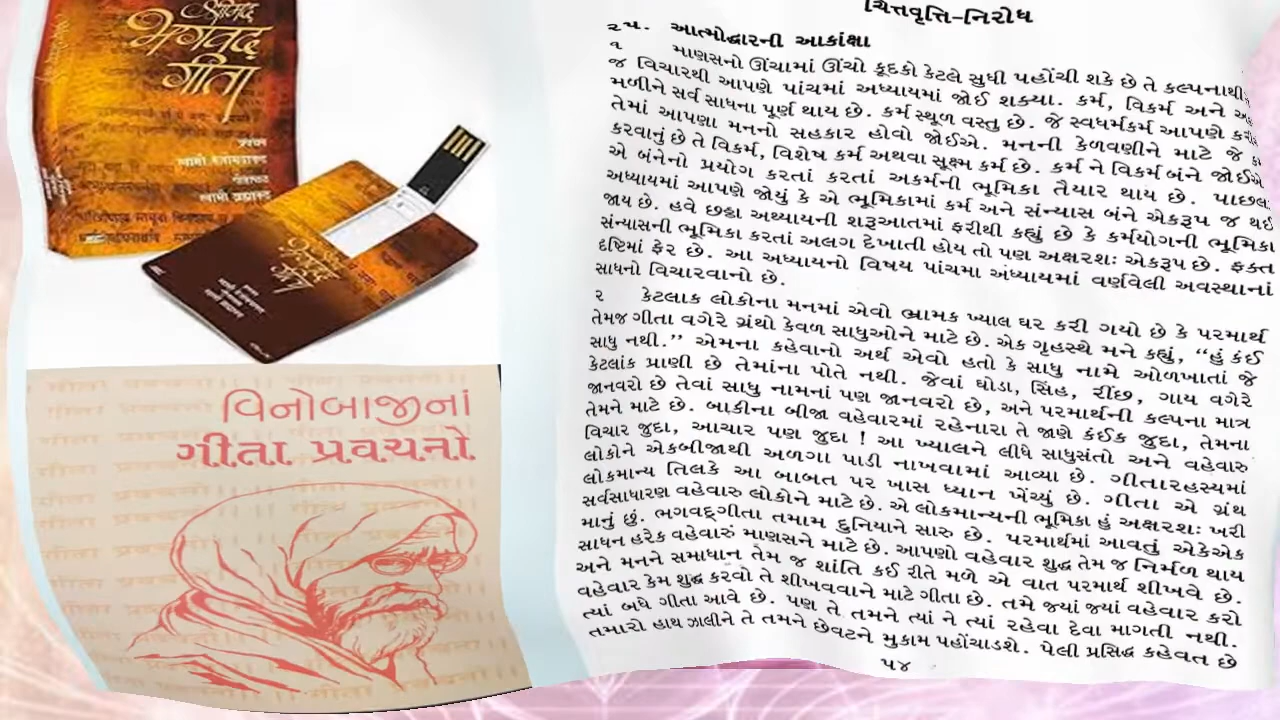 श्रीमद्
भगवद्
गीता
प्रवचन
વિનોબાજીનાં
ગીતા પ્રવચનો
ચિત્તવૃત્તિ-નિરોધ
૨૫. આત્મોદ્ધારની આકાંક્ષા
૧ માણસનો ઊંચામાં ઊંચો કૂદકો કેટલે સુધી પહોંચી શકે છે તે કલ્પનાથી
જ વિચારથી આપણે પાંચમાં અધ્યાયમાં જોઈ શક્યા. કર્મ, વિકર્મ અને
મળીને સર્વ સાધના પૂર્ણ થાય છે. કર્મ સ્થૂળ વસ્તુ છે. જે સ્વધર્મકર્મ આપણે
તેમાં આપણા મનનો સહકાર હોવો જોઈએ. મનની કેળવણીને માટે જે
કરવાનું છે તે વિકર્મ, વિશેષ કર્મ અથવા સૂક્ષ્મ કર્મ છે. કર્મ ને વિકર્મ બંને જોઈએ
એ બંનેનો પ્રયોગ કરતાં કરતાં અકર્મની ભૂમિકા તૈયાર થાય છે. પાછલા
અધ્યાયમાં આપણે જોયું કે એ ભૂમિકામાં કર્મ અને સંન્યાસ બંને એકરૂપ જ થઈ
જાય છે. હવે છઠ્ઠા અધ્યાયની શરૂઆતમાં ફરીથી કહ્યું છે કે કર્મયોગની ભૂમિકા
સંન્યાસની ભૂમિકા કરતાં અલગ દેખાતી હોય તો પણ અક્ષરશઃ એકરૂપ છે. ફક્ત
દૃષ્ટિમાં ફેર છે. આ અધ્યાયનો વિષય પાંચમા અધ્યાયમાં વર્ણવેલી અવસ્થાનાં
સાધનો વિચારવાનો છે.
૨ કેટલાક લોકોના મનમાં એવો ભ્રામક ખ્યાલ ઘર કરી ગયો છે કે પરમાર્થ
તેમજ ગીતા વગેરે ગ્રંથો કેવળ સાધુઓને માટે છે. એક ગૃહસ્થે મને કહ્યું, “હું કંઈ
સાધુ નથી.” એમના કહેવાનો અર્થ એવો હતો કે સાધુ નામે ઓળખાતાં જે
કેટલાંક પ્રાણી છે તેમાંના પોતે નથી. જેવાં ઘોડા, સિંહ, રીંછ, ગાય વગેરે
જાનવરો છે તેવાં સાધુ નામનાં પણ જાનવરો છે, અને પરમાર્થની કલ્પના માત્ર
તેમને માટે છે. બાકીના બીજા વહેવારમાં રહેનારા તે જાણે કંઈક જુદા, તેમના
વિચાર જુદા, આચાર પણ જુદા ! આ ખ્યાલને લીધે સાધુસંતો અને વહેવારુ
લોકોને એકબીજાથી અળગા પાડી નાખવામાં આવ્યા છે. ગીતારહસ્યમાં
લોકમાન્ય તિલકે આ બાબત પર ખાસ ધ્યાન ખેંચ્યું છે. ગીતા એ ગ્રંથ
સર્વસાધારણ વહેવારુ લોકોને માટે છે. એ લોકમાન્યની ભૂમિકા હું અક્ષરશઃ ખરી
માનું છું. ભગવદ્ગીતા તમામ દુનિયાને સારુ છે. પરમાર્થમાં આવતું એકેએક
સાધન હરેક વહેવારું માણસને માટે છે. આપણો વહેવાર શુદ્ધ તેમ જ નિર્મળ થાય
અને મનને સમાધાન તેમ જ શાંતિ કઈ રીતે મળે એ વાત પરમાર્થ શીખવે છે.
વહેવાર કેમ શુદ્ધ કરવો તે શીખવવાને માટે ગીતા છે. તમે જ્યાં જ્યાં વહેવાર કરો
ત્યાં બધે ગીતા આવે છે. પણ તે તમને ત્યાં ને ત્યાં રહેવા દેવા માગતી નથી.
તમારો હાથ ઝાલીને તે તમને છેવટને મુકામ પહોંચાડશે. પેલી પ્રસિદ્ધ કહેવત છે
૫૪